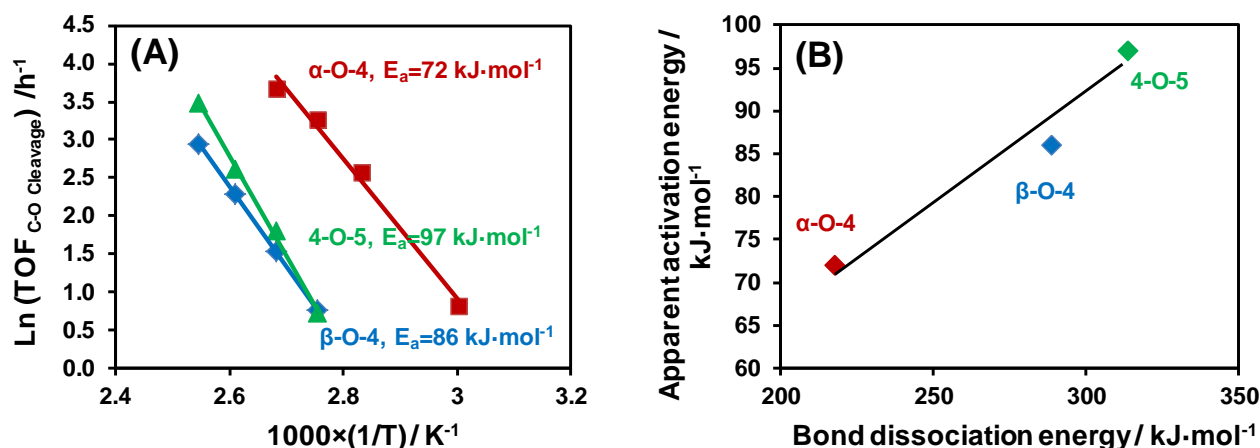 (A)
Ln (TOF C-O Cleavage) /h⁻¹
4.5
4.0
3.5
3.0
2.5
2.0
1.5
1.0
0.5
0.0
α-O-4, Eₐ=72 kJ·mol⁻¹
4-O-5, Eₐ=97 kJ·mol⁻¹
β-O-4, Eₐ=86 kJ·mol⁻¹
2.4 2.6 2.8 3 3.2
1000×(1/T) / K⁻¹
(B)
Apparent activation energy /
kJ·mol⁻¹
100
95
90
85
80
75
70
65
60
4-O-5
β-O-4
α-O-4
200 250 300 350
Bond dissociation energy / kJ·mol⁻¹